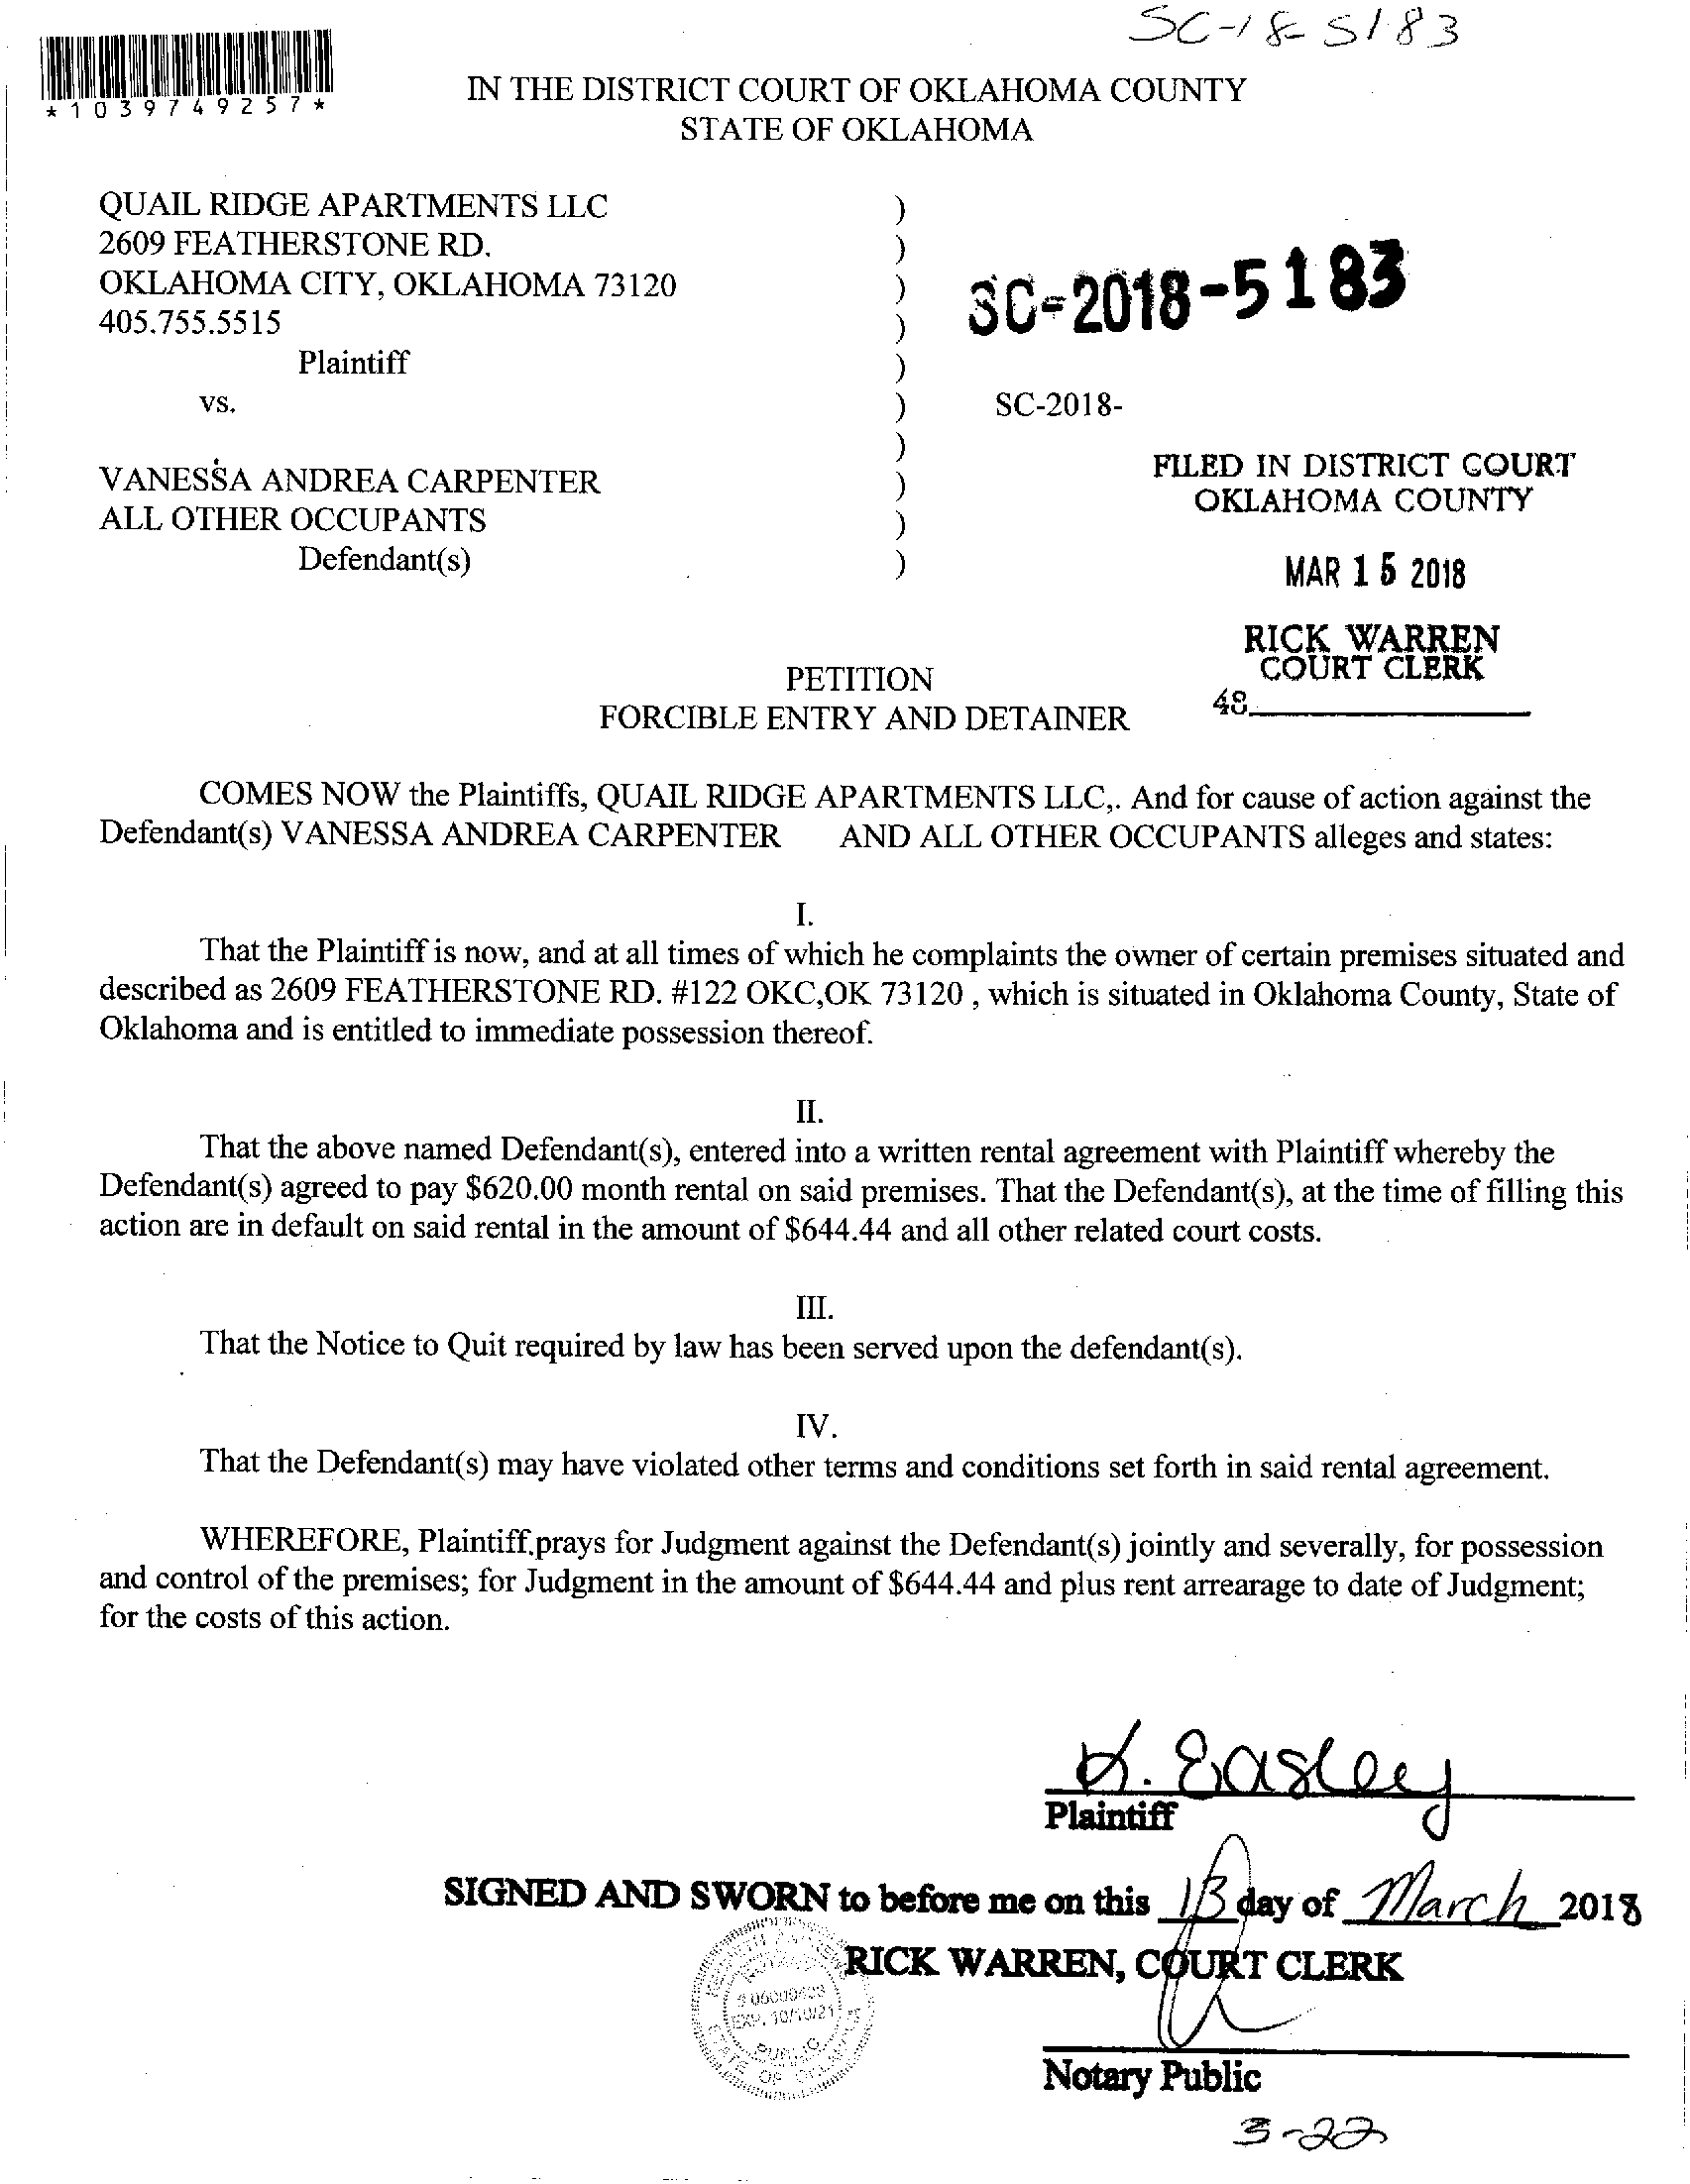 SC-18-5183
*1039749257*
IN THE DISTRICT COURT OF OKLAHOMA COUNTY
STATE OF OKLAHOMA
QUAIL RIDGE APARTMENTS LLC )
2609 FEATHERSTONE RD. )
OKLAHOMA CITY, OKLAHOMA 73120 )
405.755.5515 )
SC-2018-5183
Plaintiff )
vs. ) SC-2018-
)
VANESSA ANDREA CARPENTER )
ALL OTHER OCCUPANTS )
Defendant(s) )
FILED IN DISTRICT COURT
OKLAHOMA COUNTY
MAR 15 2018
RICK WARREN
COURT CLERK
48
PETITION
FORCIBLE ENTRY AND DETAINER
COMES NOW the Plaintiffs, QUAIL RIDGE APARTMENTS LLC,. And for cause of action against the
Defendant(s) VANESSA ANDREA CARPENTER AND ALL OTHER OCCUPANTS alleges and states:
I.
That the Plaintiff is now, and at all times of which he complaints the owner of certain premises situated and
described as 2609 FEATHERSTONE RD. #122 OKC,OK 73120 , which is situated in Oklahoma County, State of
Oklahoma and is entitled to immediate possession thereof.
II.
That the above named Defendant(s), entered into a written rental agreement with Plaintiff whereby the
Defendant(s) agreed to pay $620.00 month rental on said premises. That the Defendant(s), at the time of filling this
action are in default on said rental in the amount of $644.44 and all other related court costs.
III.
That the Notice to Quit required by law has been served upon the defendant(s).
IV.
That the Defendant(s) may have violated other terms and conditions set forth in said rental agreement.
WHEREFORE, Plaintiff prays for Judgment against the Defendant(s) jointly and severally, for possession
and control of the premises; for Judgment in the amount of $644.44 and plus rent arrearage to date of Judgment;
for the costs of this action.
K. Easley
Plaintiff
SIGNED AND SWORN to before me on this 13 day of March 2018
RICK WARREN, COURT CLERK
EXP. 10/10/21
PUBLIC
STATE OF OKLAHOMA
Notary Public
3-22